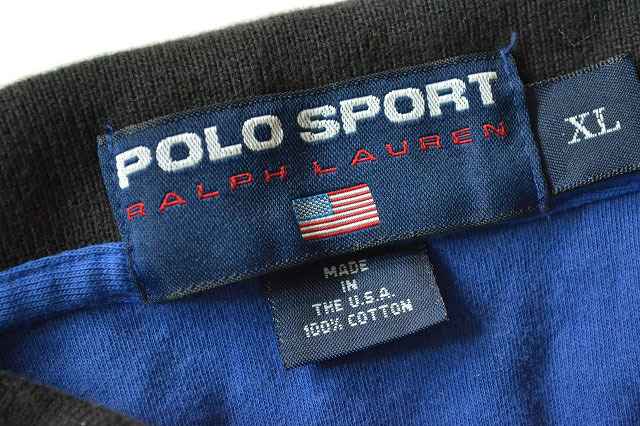 POLO SPORT
RALPH LAUREN
XL
MADE
IN
THE U.S.A.
100% COTTON